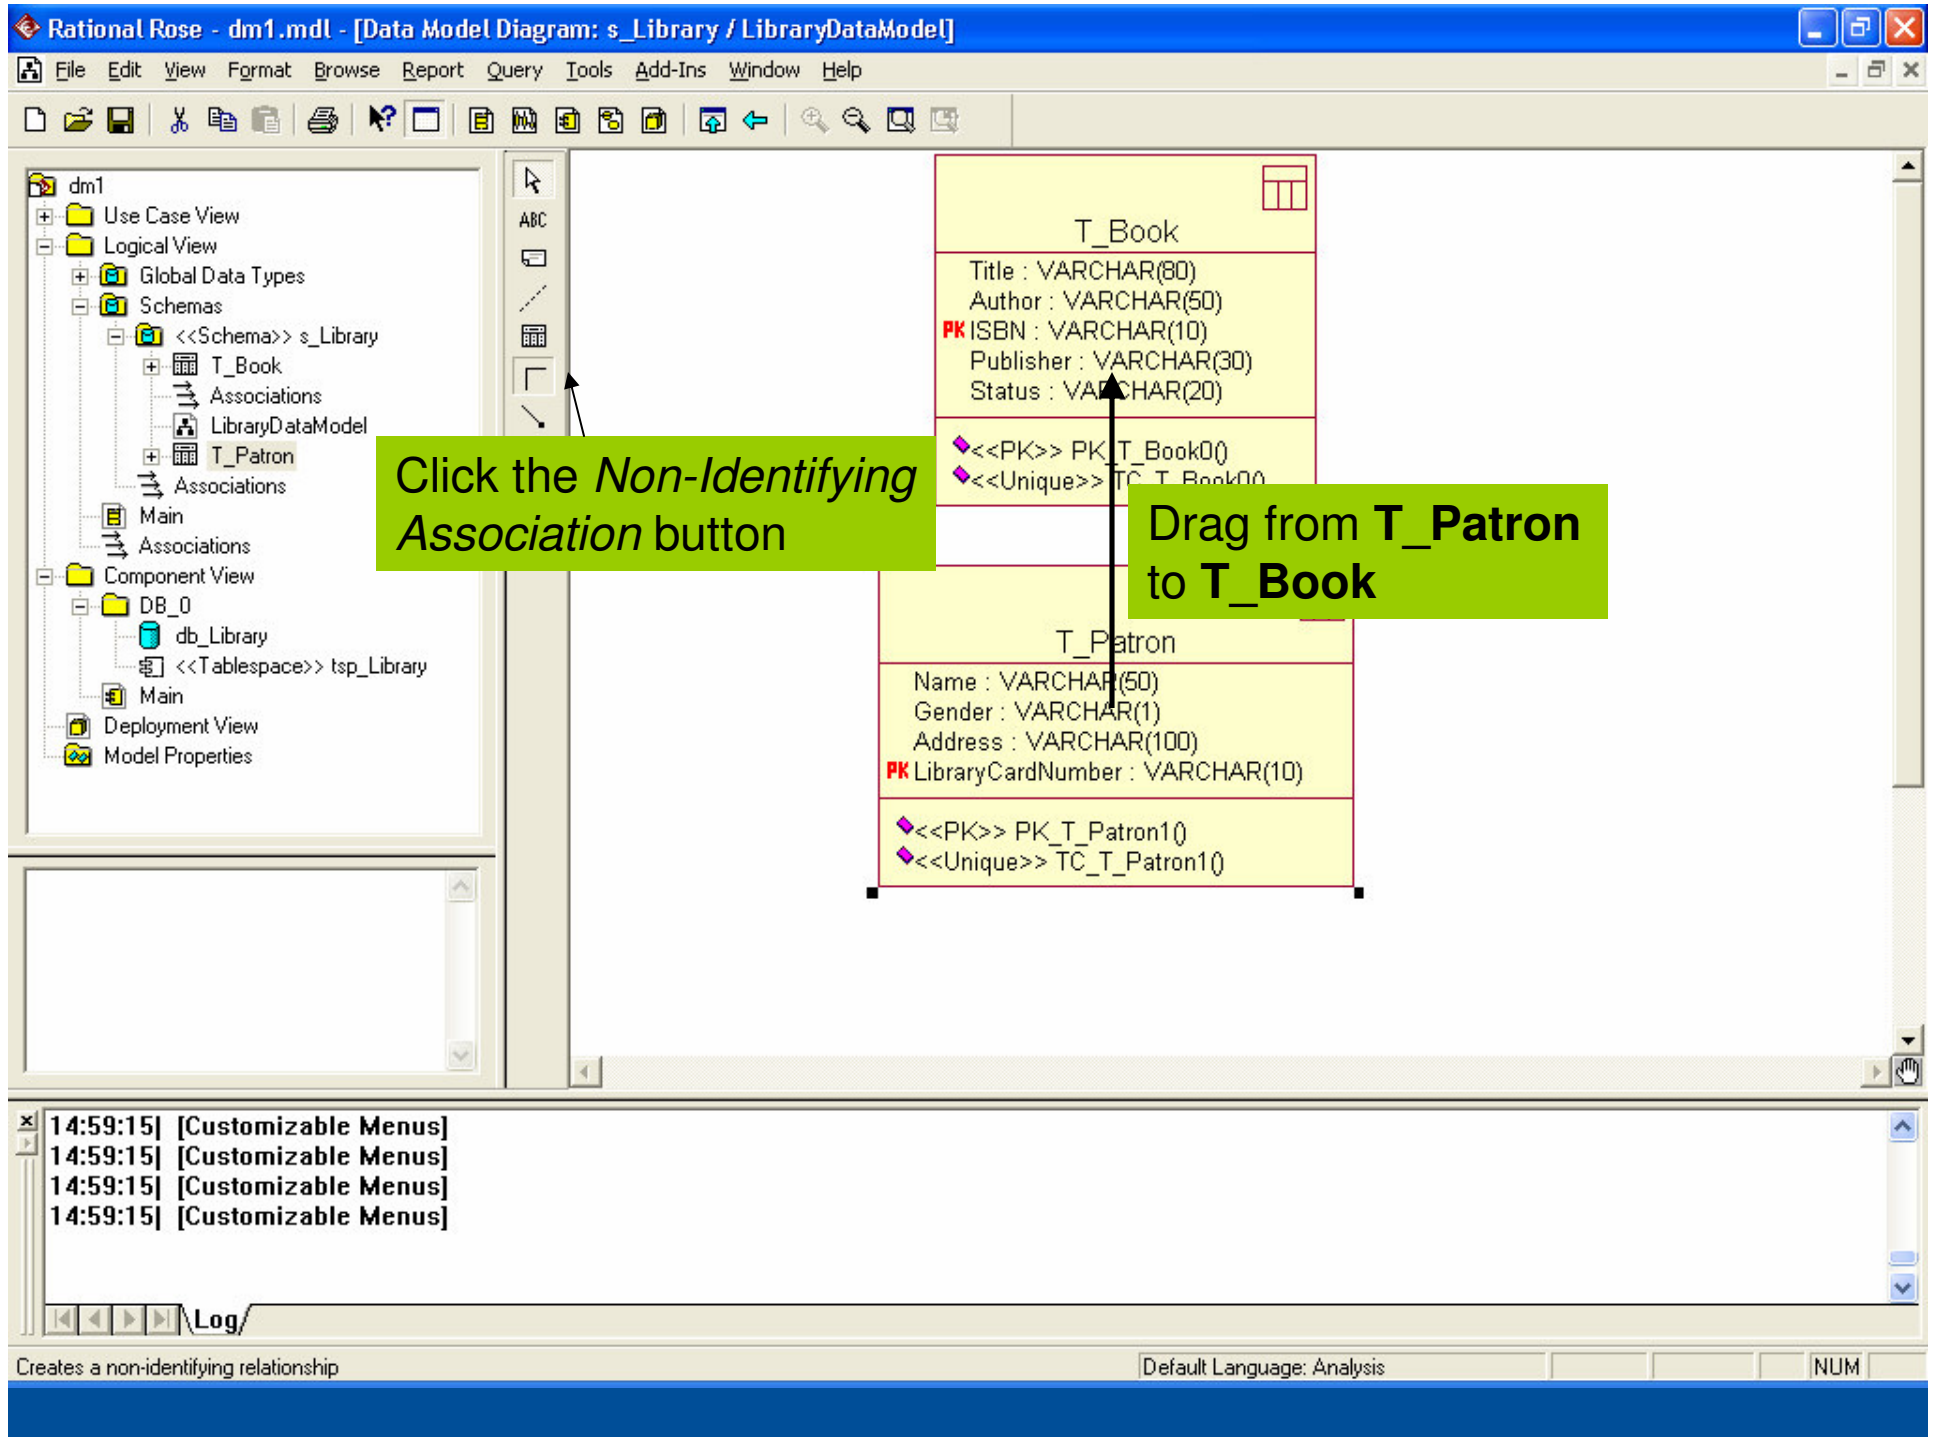 Rational Rose - dm1.mdl - [Data Model Diagram: s_Library / LibraryDataModel]
File Edit View Format Browse Report Query Tools Add-Ins Window Help
dm1
Use Case View
Logical View
Global Data Types
Schemas
<<Schema>> s_Library
T_Book
Associations
LibraryDataModel
T_Patron
Associations
Main
Associations
Component View
DB_0
db_Library
<<Tablespace>> tsp_Library
Main
Deployment View
Model Properties
ABC
Click the Non-Identifying
Association button
T_Book
Title : VARCHAR(80)
Author : VARCHAR(50)
PK ISBN : VARCHAR(10)
Publisher : VARCHAR(30)
Status : VARCHAR(20)
<<PK>> PK_T_Book0()
<<Unique>> TC_T_Book0()
Drag from T_Patron
to T_Book
T_Patron
Name : VARCHAR(50)
Gender : VARCHAR(1)
Address : VARCHAR(100)
PK LibraryCardNumber : VARCHAR(10)
<<PK>> PK_T_Patron1()
<<Unique>> TC_T_Patron1()
14:59:15| [Customizable Menus]
14:59:15| [Customizable Menus]
14:59:15| [Customizable Menus]
14:59:15| [Customizable Menus]
Log
Creates a non-identifying relationship
Default Language: Analysis
NUM